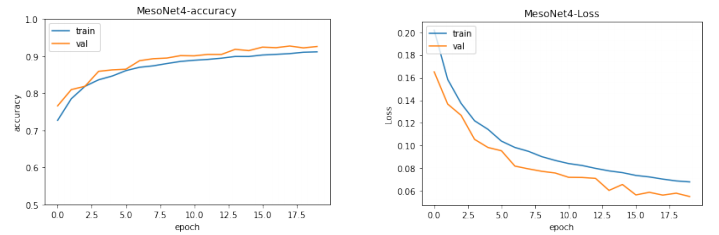 MesoNet4-accuracy
1.0
0.9
0.8
0.7
0.6
0.5
accuracy
train
val
0.0 2.5 5.0 7.5 10.0 12.5 15.0 17.5
epoch
MesoNet4-Loss
0.20
0.18
0.16
0.14
0.12
0.10
0.08
0.06
Loss
train
val
0.0 2.5 5.0 7.5 10.0 12.5 15.0 17.5
epoch